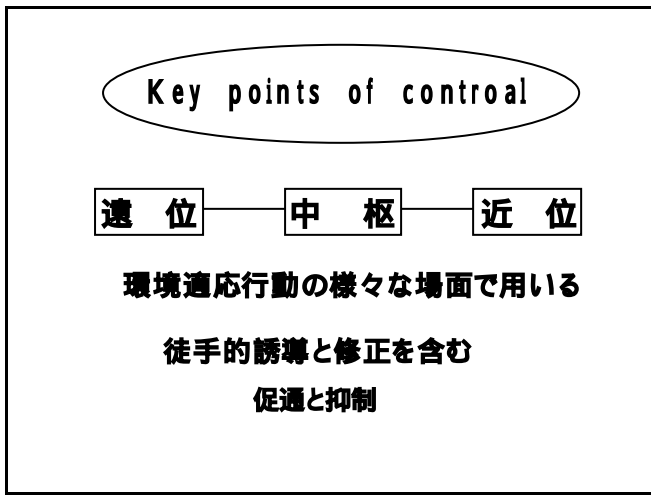 Key points of controal
遠位 中枢 近位
環境適応行動の様々な場面で用いる
徒手的誘導と修正を含む
促通と抑制